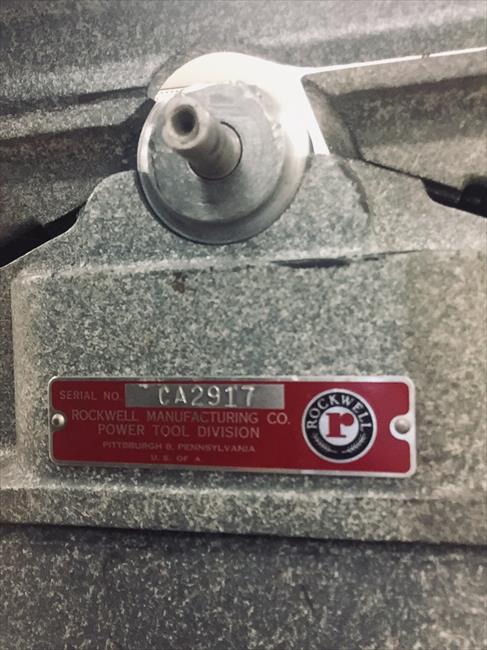 SERIAL NO. CA2917
ROCKWELL MANUFACTURING CO.
POWER TOOL DIVISION
PITTSBURGH 8, PENNSYLVANIA
U. S. OF A.
ROCKWELL
r